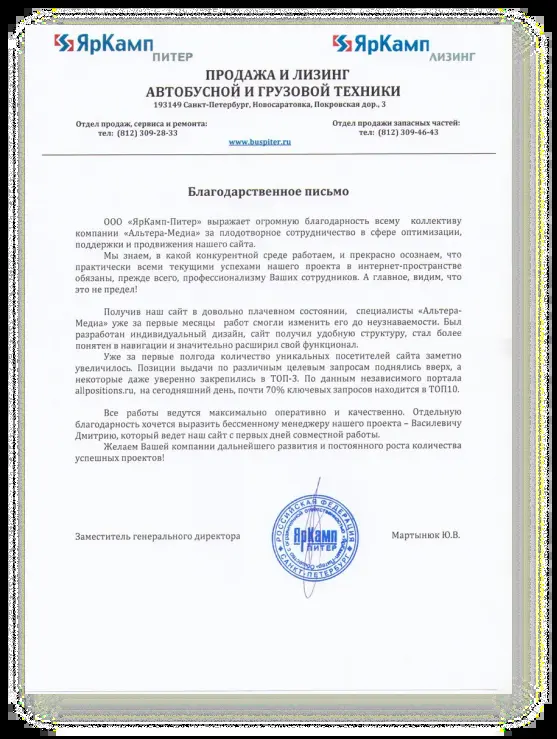 ЯрКамп
ПИТЕР
ЯрКамп
ЛИЗИНГ
ПРОДАЖА И ЛИЗИНГ
АВТОБУСНОЙ И ГРУЗОВОЙ ТЕХНИКИ
193149 Санкт-Петербург, Новосаратовка, Покровская дор., 3
Отдел продаж, сервиса и ремонта:
тел: (812) 309-28-33
Отдел продажи запасных частей:
тел: (812) 309-46-43
www.buspiter.ru
Благодарственное письмо
ООО «ЯрКамп-Питер» выражает огромную благодарность всему коллективу
компании «Альтера-Медиа» за плодотворное сотрудничество в сфере оптимизации,
поддержки и продвижения нашего сайта.
Мы знаем, в какой конкурентной среде работаем, и прекрасно осознаем, что
практически всеми текущими успехами нашего проекта в интернет-пространстве
обязаны, прежде всего, профессионализму Ваших сотрудников. А главное, видим, что
это не предел!
Получив наш сайт в довольно плачевном состоянии, специалисты «Альтера-
Медиа» уже за первые месяцы работ смогли изменить его до неузнаваемости. Был
разработан индивидуальный дизайн, сайт получил удобную структуру, стал более
понятен в навигации и значительно расширил свой функционал.
Уже за первые полгода количество уникальных посетителей сайта заметно
увеличилось. Позиции выдачи по различным целевым запросам поднялись вверх, а
некоторые даже уверенно закрепились в ТОП-3. По данным независимого портала
allpositions.ru, на сегодняшний день, почти 70% ключевых запросов находится в ТОП10.
Все работы ведутся максимально оперативно и качественно. Отдельную
благодарность хочется выразить бессменному менеджеру нашего проекта – Василевичу
Дмитрию, который ведет наш сайт с первых дней совместной работы.
Желаем Вашей компании дальнейшего развития и постоянного роста количества
успешных проектов!
Заместитель генерального директора
Мартынюк Ю.В.
РОССИЙСКАЯ ФЕДЕРАЦИЯ
ЯрКамп
ПИТЕР
САНКТ-ПЕТЕРБУРГ